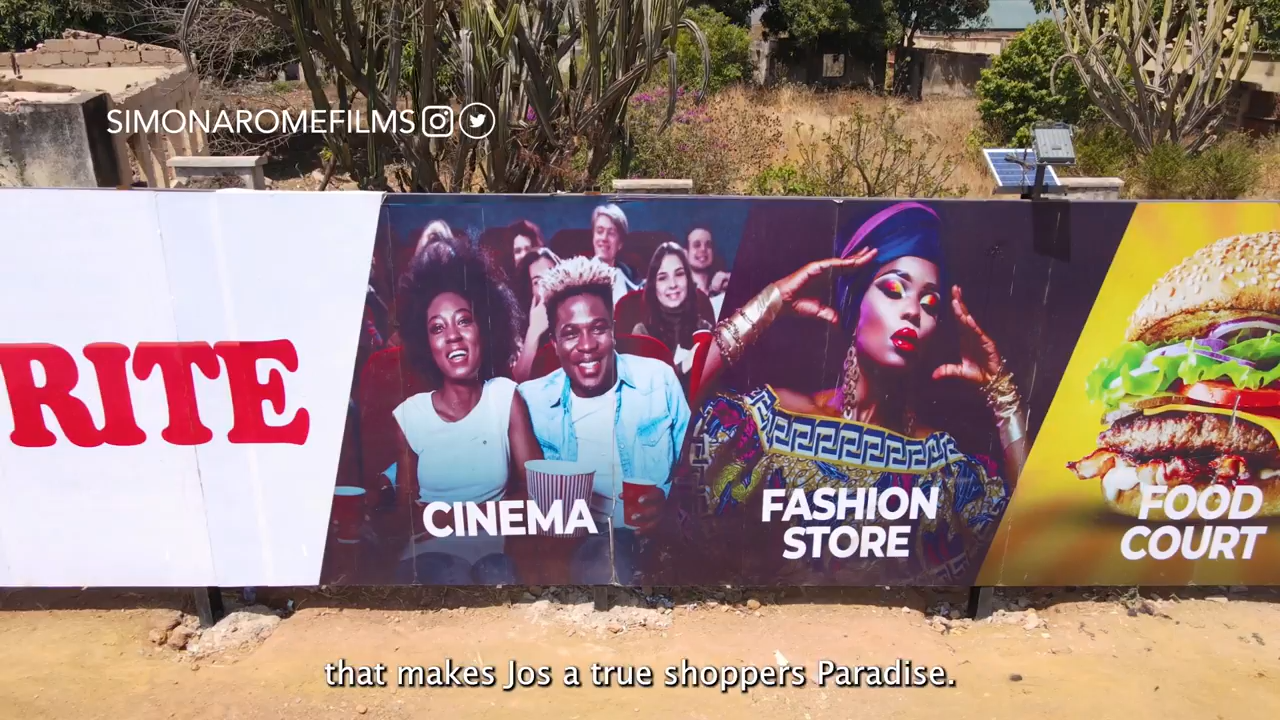 SIMONAROMEFILMS
RITE
CINEMA
FASHION
STORE
FOOD
COURT
that makes Jos a true shoppers Paradise.